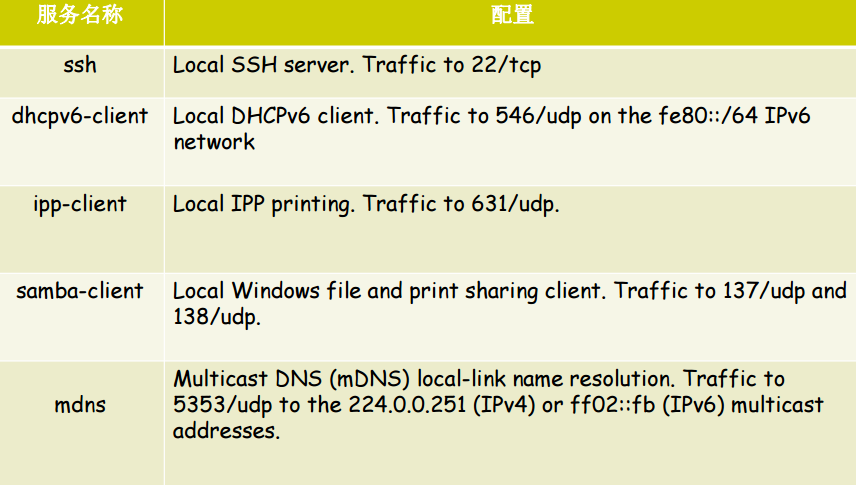 服务名称 配置
ssh Local SSH server. Traffic to 22/tcp
dhcpv6-client Local DHCPv6 client. Traffic to 546/udp on the fe80::/64 IPv6
network
ipp-client Local IPP printing. Traffic to 631/udp.
samba-client Local Windows file and print sharing client. Traffic to 137/udp and
138/udp.
Multicast DNS (mDNS) local-link name resolution. Traffic to
mdns 5353/udp to the 224.0.0.251 (IPv4) or ff02::fb (IPv6) multicast
addresses.